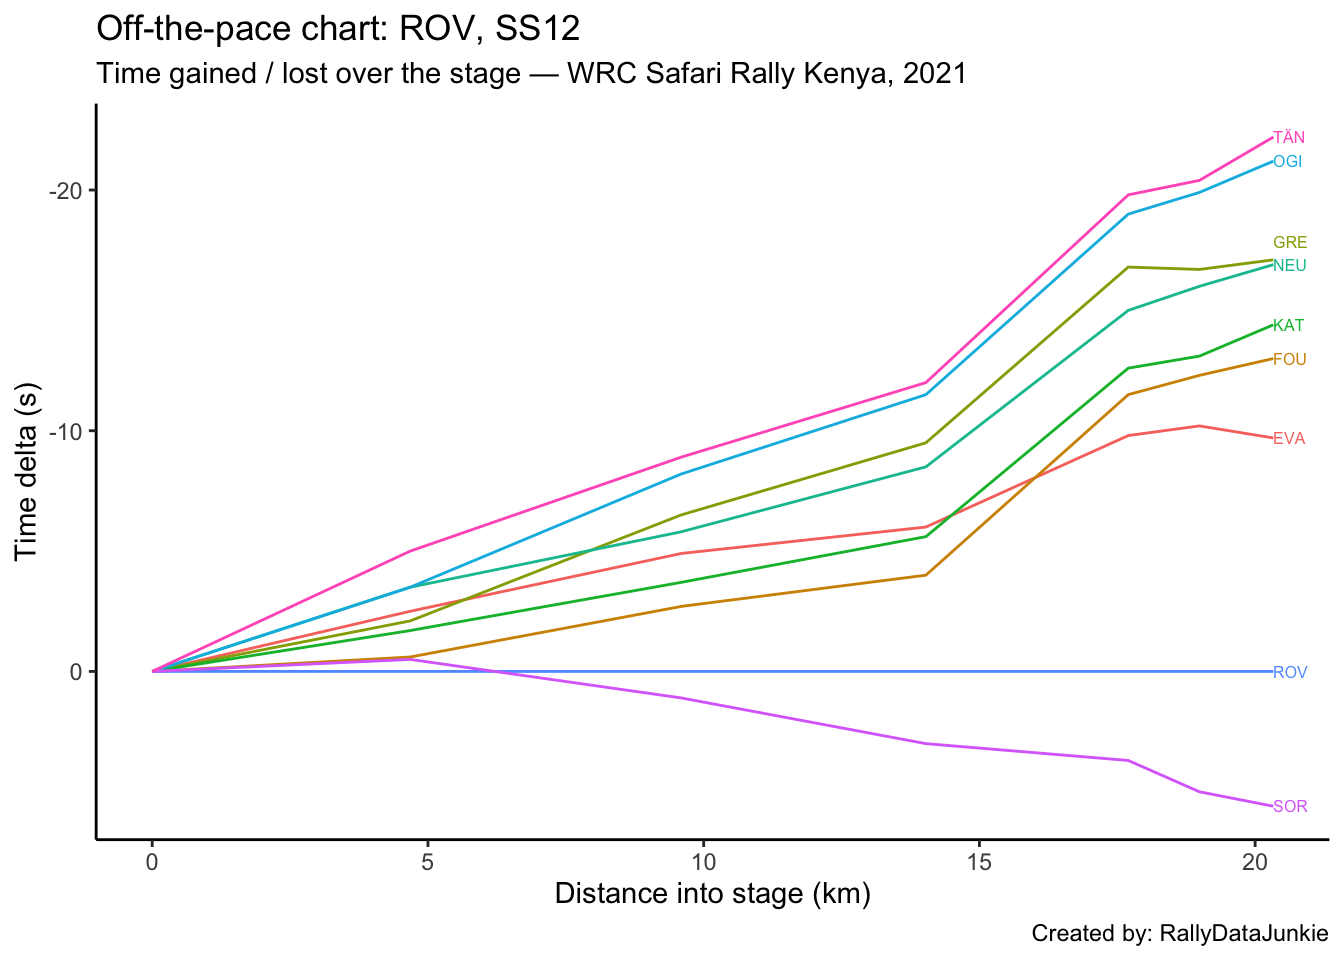 Off-the-pace chart: ROV, SS12
Time gained / lost over the stage — WRC Safari Rally Kenya, 2021
TÄN
OGI
-20
GRE
NEU
KAT
FOU
-10
EVA
Time delta (s)
0
ROV
SOR
0 5 10 15 20
Distance into stage (km)
Created by: RallyDataJunkie